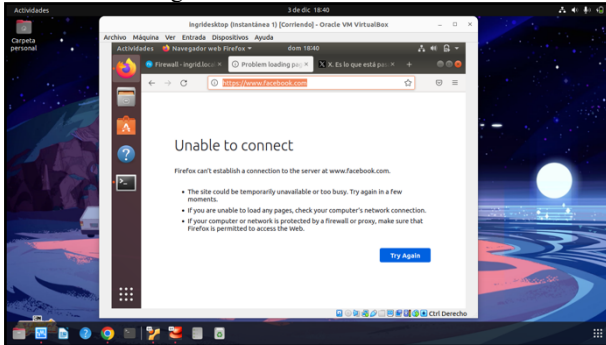 Actividades
3 de dic 18:40
Carpeta
personal
Ingridesktop (Instantánea 1) [Corriendo] - Oracle VM VirtualBox
Archivo Máquina Ver Entrada Dispositivos Ayuda
Actividades Navegador web Firefox dom 18:40
Firewall - ingrid.loca Problem loading pag X. Es lo que está pas
https://www.facebook.com
Unable to connect
Firefox can't establish a connection to the server at www.facebook.com.
The site could be temporarily unavailable or too busy. Try again in a few
moments.
If you are unable to load any pages, check your computer's network connection.
If your computer or network is protected by a firewall or proxy, make sure that
Firefox is permitted to access the Web.
Try Again
Ctrl Derecho